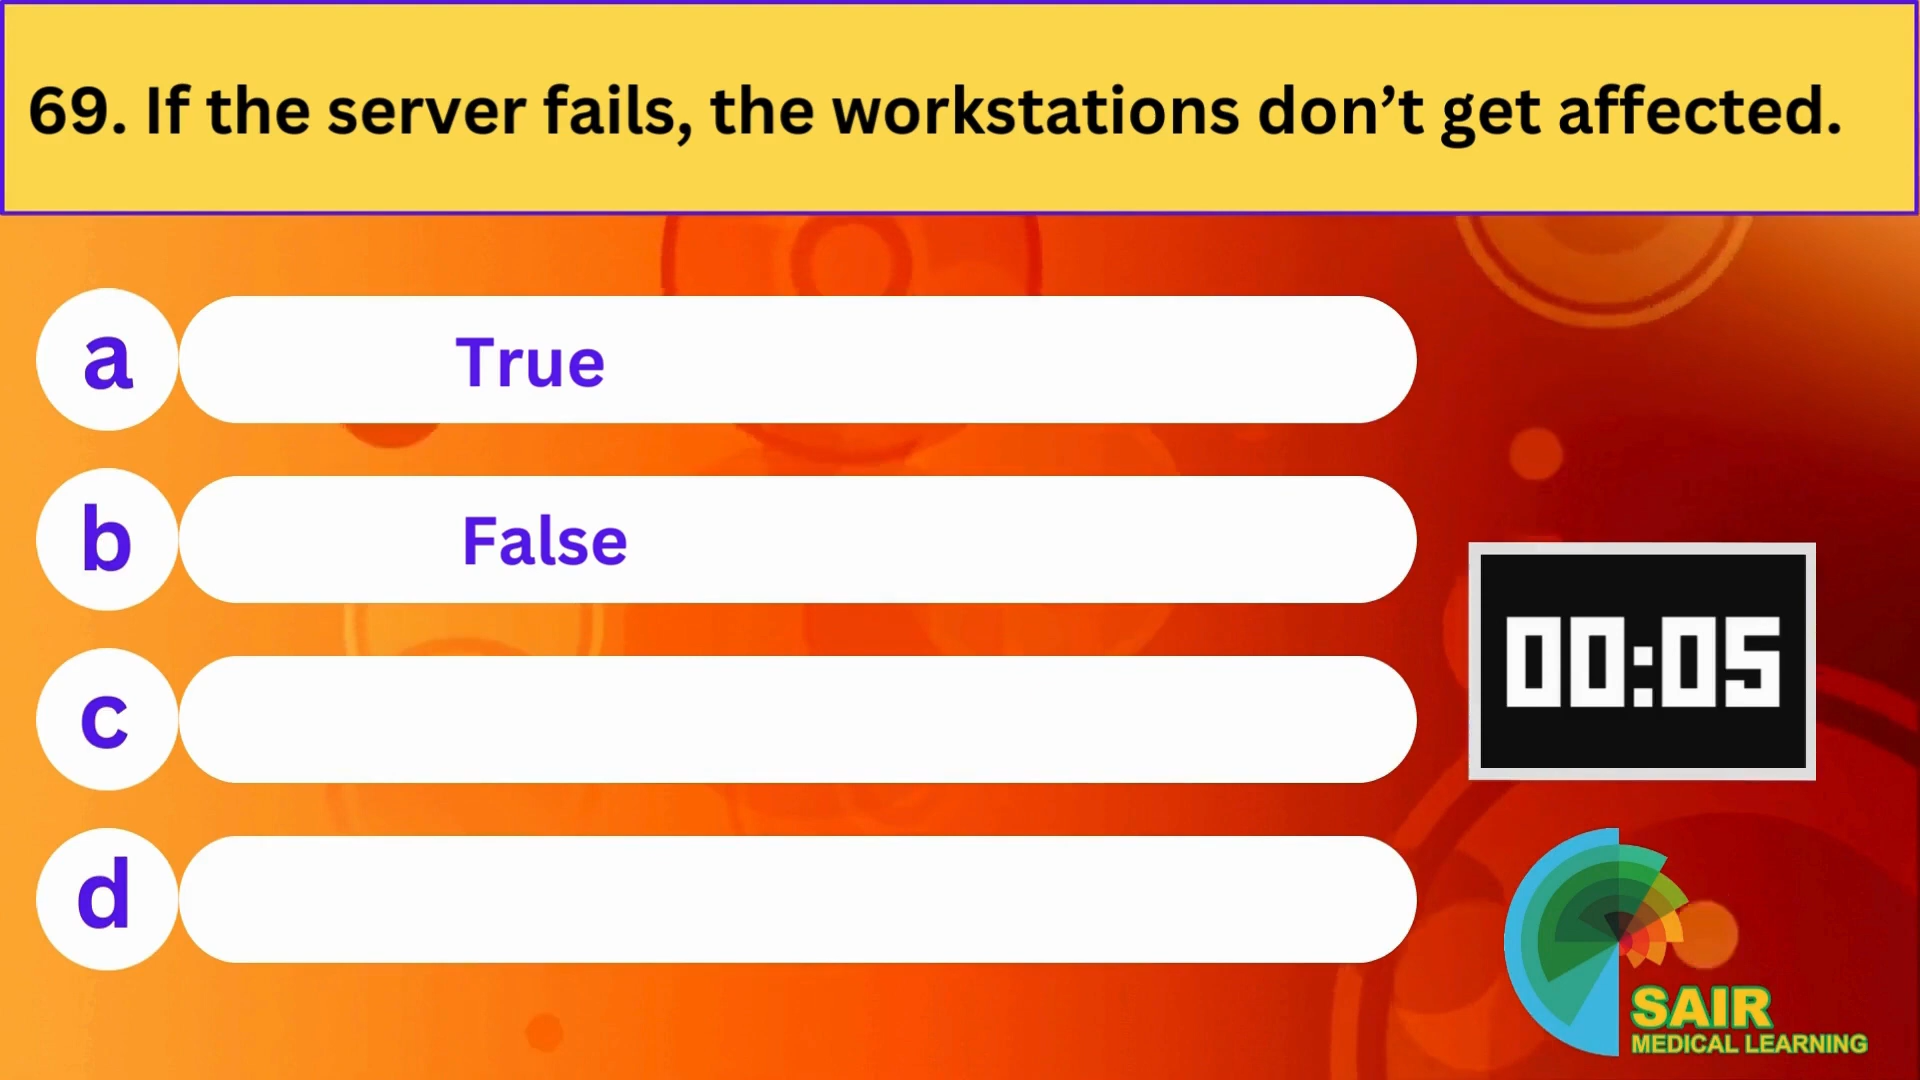 69. If the server fails, the workstations don’t get affected.
a
True
b
False
c
d
00:05
SAIR
MEDICAL LEARNING